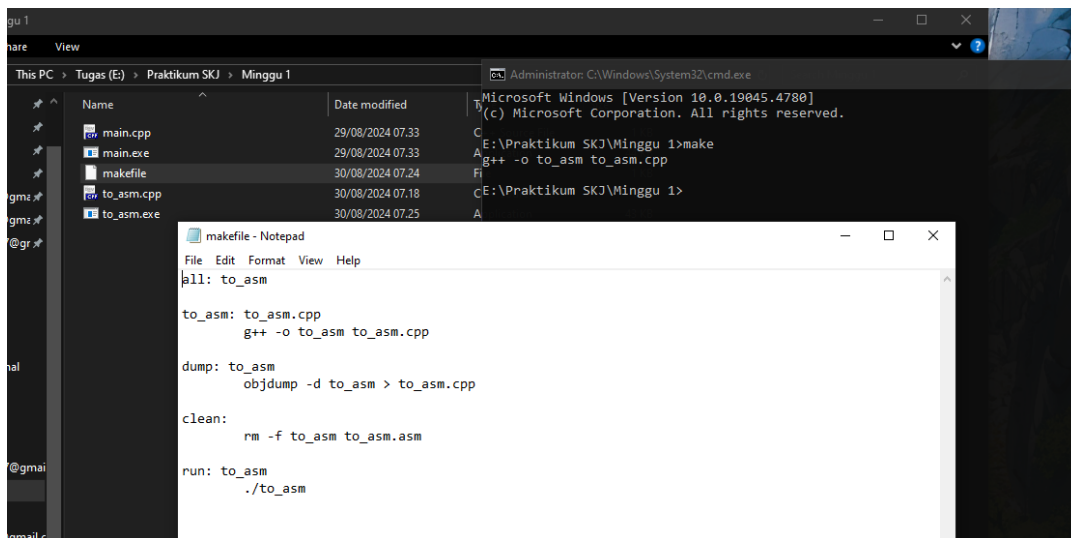 gu 1
hare View
This PC > Tugas (E:) > Praktikum SKJ > Minggu 1
Name Date modified
main.cpp 29/08/2024 07.33
main.exe 29/08/2024 07.33
makefile 30/08/2024 07.24
to_asm.cpp 30/08/2024 07.18
to_asm.exe 30/08/2024 07.25
Administrator: C:\Windows\System32\cmd.exe
Microsoft Windows [Version 10.0.19045.4780]
(c) Microsoft Corporation. All rights reserved.
E:\Praktikum SKJ\Minggu 1>make
g++ -o to_asm to_asm.cpp
E:\Praktikum SKJ\Minggu 1>
makefile - Notepad
File Edit Format View Help
all: to_asm
to_asm: to_asm.cpp
g++ -o to_asm to_asm.cpp
dump: to_asm
objdump -d to_asm > to_asm.cpp
clean:
rm -f to_asm to_asm.asm
run: to_asm
./to_asm